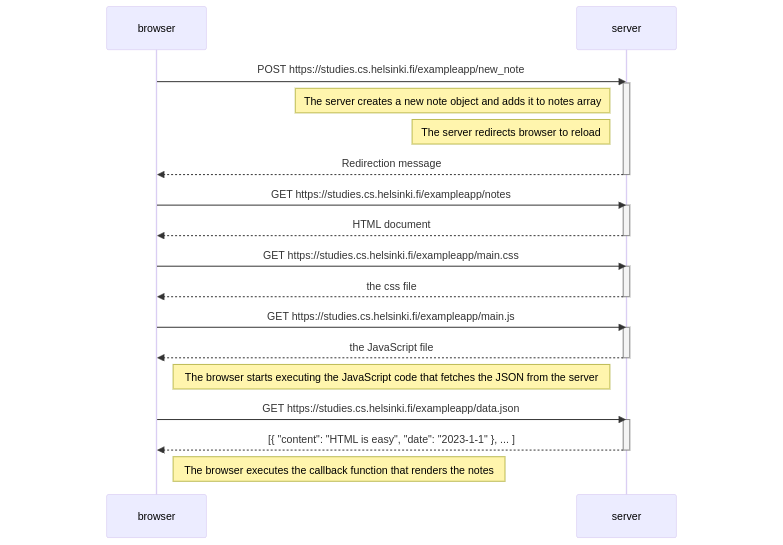 browser
server
POST https://studies.cs.helsinki.fi/exampleapp/new_note
The server creates a new note object and adds it to notes array
The server redirects browser to reload
Redirection message
GET https://studies.cs.helsinki.fi/exampleapp/notes
HTML document
GET https://studies.cs.helsinki.fi/exampleapp/main.css
the css file
GET https://studies.cs.helsinki.fi/exampleapp/main.js
the JavaScript file
The browser starts executing the JavaScript code that fetches the JSON from the server
GET https://studies.cs.helsinki.fi/exampleapp/data.json
[{ "content": "HTML is easy", "date": "2023-1-1" }, ... ]
The browser executes the callback function that renders the notes
browser
server